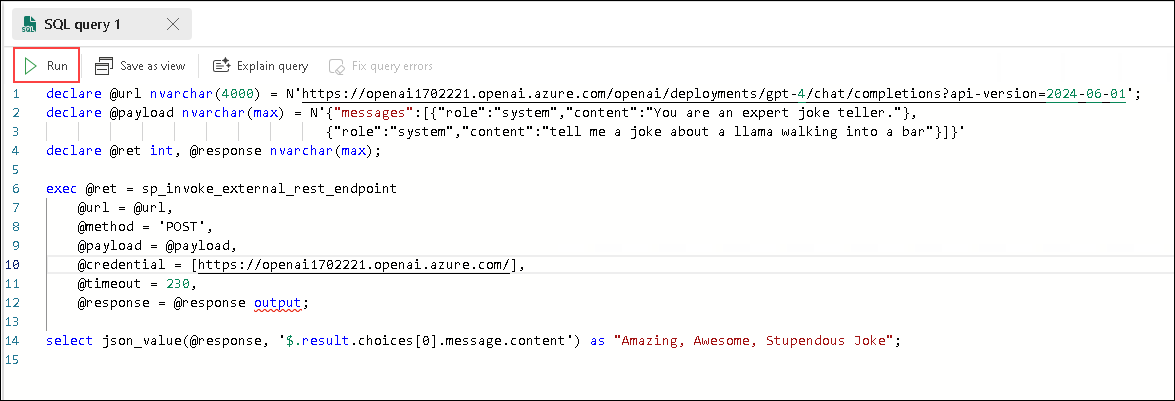 SQL query 1
Run Save as view Explain query Fix query errors
1 declare @url nvarchar(4000) = N'https://openai1702221.openai.azure.com/openai/deployments/gpt-4/chat/completions?api-version=2024-06-01';
2 declare @payload nvarchar(max) = N'{"messages":[{"role":"system","content":"You are an expert joke teller."},
3 {"role":"system","content":"tell me a joke about a llama walking into a bar"}]}'
4 declare @ret int, @response nvarchar(max);
5
6 exec @ret = sp_invoke_external_rest_endpoint
7 @url = @url,
8 @method = 'POST',
9 @payload = @payload,
10 @credential = [https://openai1702221.openai.azure.com/],
11 @timeout = 230,
12 @response = @response output;
13
14 select json_value(@response, '$.result.choices[0].message.content') as "Amazing, Awesome, Stupendous Joke";
15